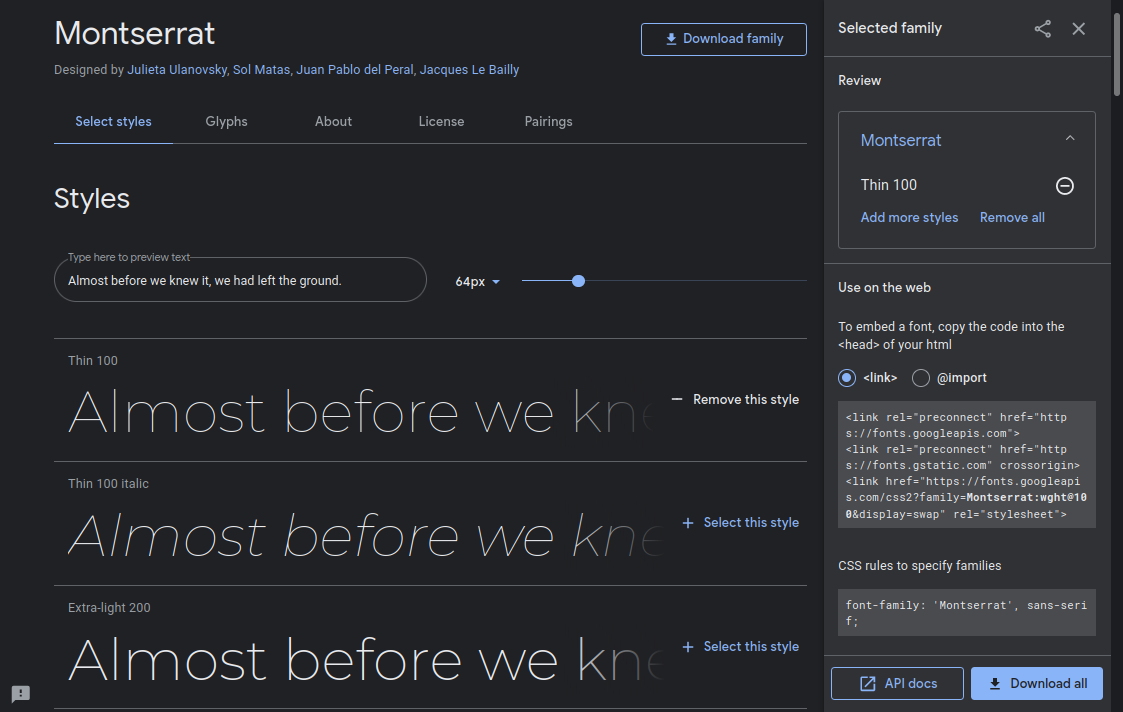 Montserrat
Download family
Designed by Julieta Ulanovsky, Sol Matas, Juan Pablo del Peral, Jacques Le Bailly
Select styles Glyphs About License Pairings
Styles
Type here to preview text
Almost before we knew it, we had left the ground.
64px
Thin 100
Almost before we kne
Remove this style
Thin 100 italic
Almost before we kne
Select this style
Extra-light 200
Almost before we kne
Select this style
Selected family
Review
Montserrat
Thin 100
Add more styles Remove all
Use on the web
To embed a font, copy the code into the
<head> of your html
<link> @import
<link rel="preconnect" href="http
s://fonts.googleapis.com">
<link rel="preconnect" href="http
s://fonts.gstatic.com" crossorigin>
<link href="https://fonts.googleapi
s.com/css2?family=Montserrat:wght@10
0&display=swap" rel="stylesheet">
CSS rules to specify families
font-family: 'Montserrat', sans-seri
f;
API docs Download all